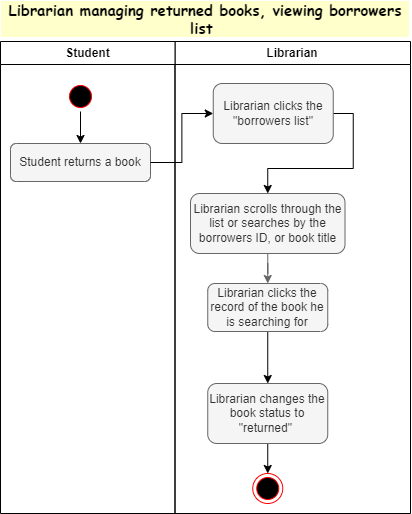 Librarian managing returned books, viewing borrowers
list
Student
Librarian
Librarian clicks the
"borrowers list"
Student returns a book
Librarian scrolls through the
list or searches by the
borrowers ID, or book title
Librarian clicks the
record of the book he
is searching for
Librarian changes the
book status to
"returned"